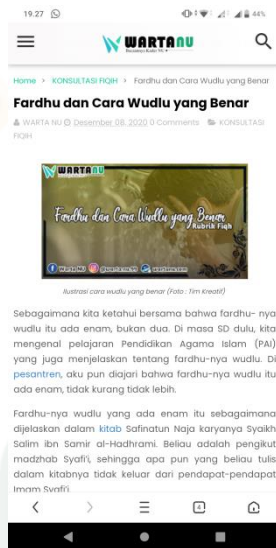 19.27
44%
WARTANU
Home > KONSULTASI FIQIH > Fardhu dan Cara Wudlu yang Benar
Fardhu dan Cara Wudlu yang Benar
WARTA NU Desember 08, 2020 0 Comments KONSULTASI
FIQIH
WARTANU
Fardhu dan Cara Wudlu yang Benar
Rubrik Fiqh
Warta NU
Ilustrasi cara wudlu yang benar (Foto : Tim Kreatif)
Sebagaimana kita ketahui bersama bahwa fardhu- nya
wudlu itu ada enam, bukan dua. Di masa SD dulu, kita
mengenal pelajaran Pendidikan Agama Islam (PAI)
yang juga menjelaskan tentang fardhu-nya wudlu. Di
pesantren, aku pun diajari bahwa fardhu-nya wudlu itu
ada enam, tidak kurang tidak lebih.
Fardhu-nya wudlu yang ada enam itu sebagaimana
dijelaskan dalam kitab Safinatun Naja karyanya Syaikh
Salim ibn Samir al-Hadhrami. Beliau adalah pengikut
madzhab Syafi'i, sehingga apa pun yang beliau tulis
dalam kitabnya tidak keluar dari pendapat-pendapat
Imam Syafi'i
4